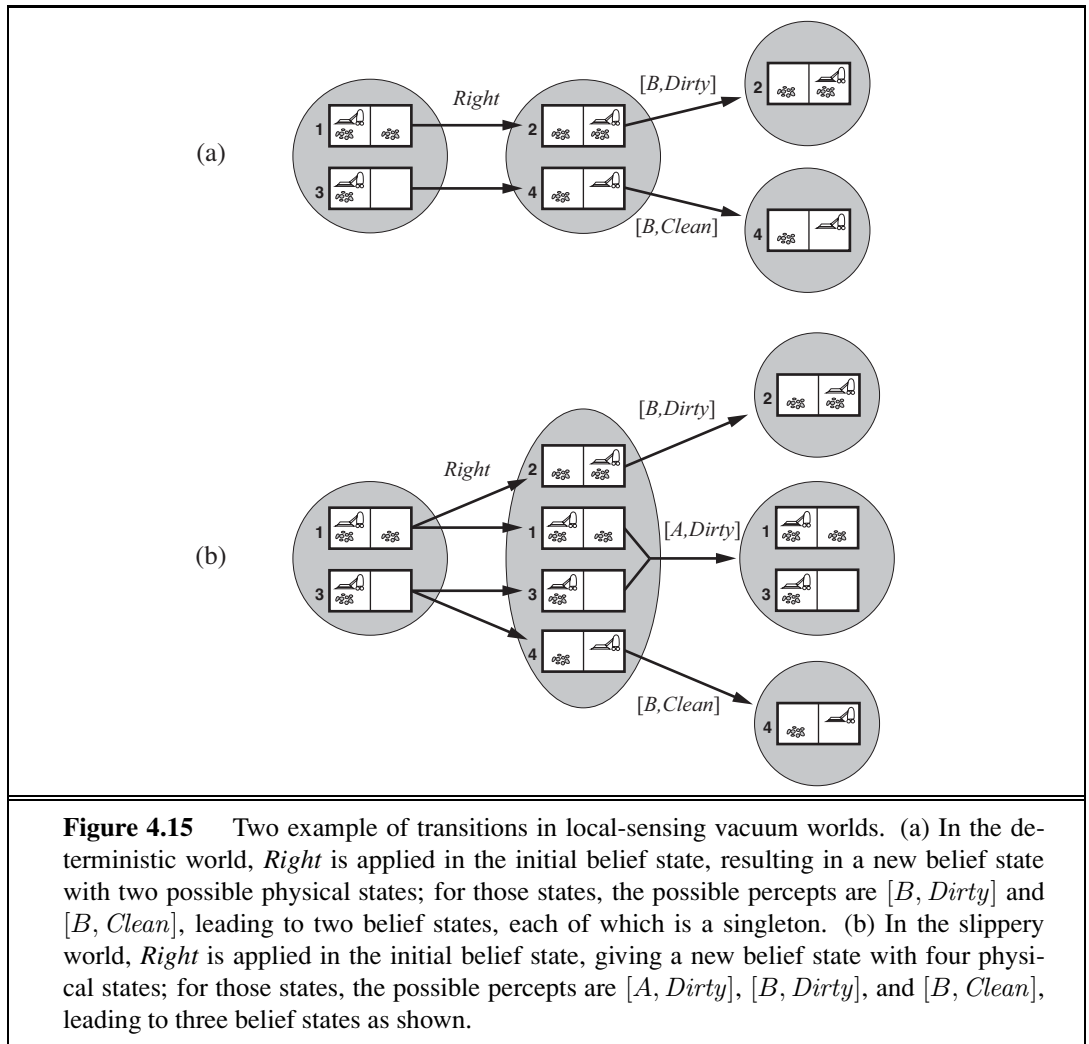 (a)
Right
[B,Dirty]
[B,Clean]
1
3
2
4
2
4
(b)
Right
[B,Dirty]
[A,Dirty]
[B,Clean]
1
3
2
1
3
4
2
1
3
4
Figure 4.15 Two example of transitions in local-sensing vacuum worlds. (a) In the de-
terministic world, Right is applied in the initial belief state, resulting in a new belief state
with two possible physical states; for those states, the possible percepts are [B, Dirty] and
[B, Clean], leading to two belief states, each of which is a singleton. (b) In the slippery
world, Right is applied in the initial belief state, giving a new belief state with four physi-
cal states; for those states, the possible percepts are [A, Dirty], [B, Dirty], and [B, Clean],
leading to three belief states as shown.